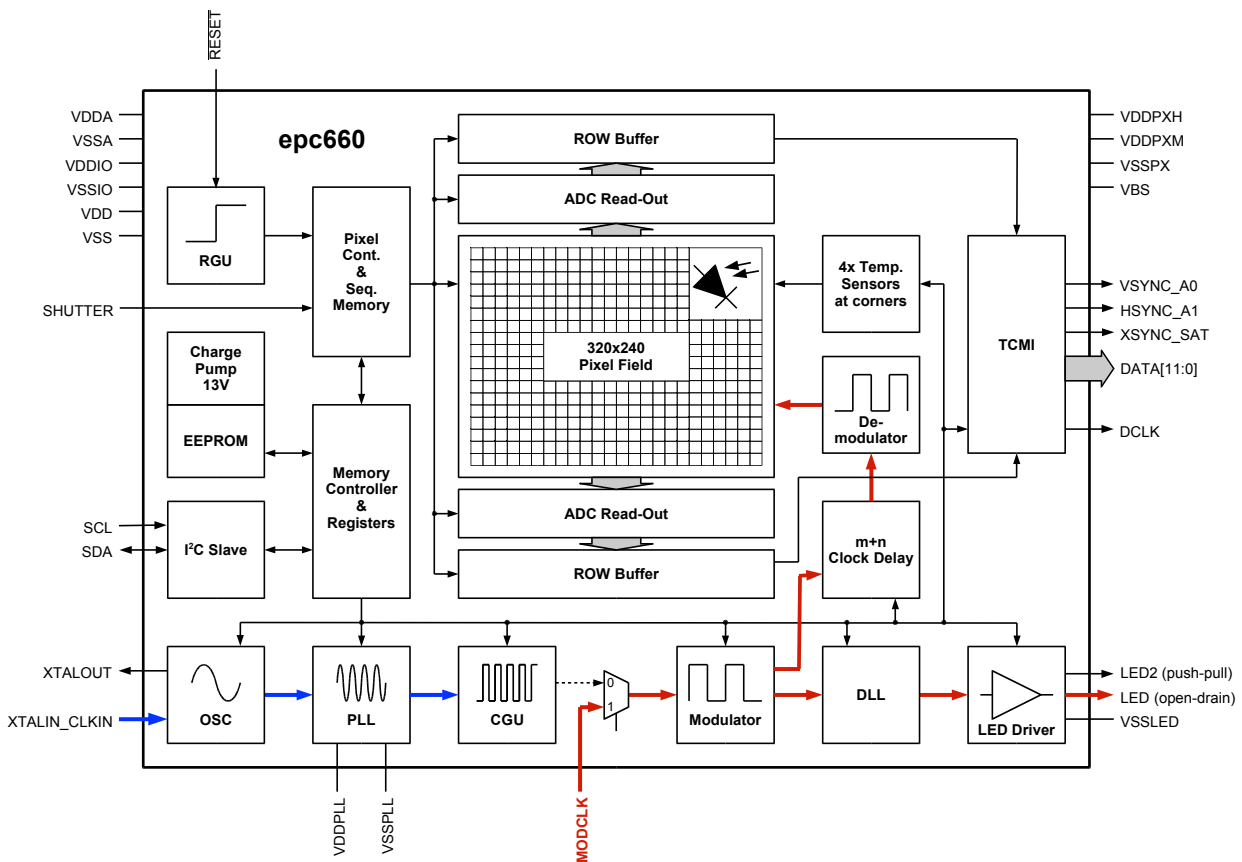 RESET
epc660
VDDA
VSSA
VDDIO
VSSIO
VDD
VSS
SHUTTER
SCL
SDA
XTALOUT
XTALIN_CLKIN
RGU
Pixel
Cont.
&
Seq.
Memory
Charge
Pump
13V
EEPROM
I²C Slave
Memory
Controller
&
Registers
ROW Buffer
ADC Read-Out
320x240
Pixel Field
ADC Read-Out
ROW Buffer
4x Temp.
Sensors
at corners
De-
modulator
m+n
Clock Delay
TCMI
OSC
PLL
CGU
0
1
Modulator
DLL
LED Driver
VDDPXH
VDDPXM
VSSPX
VBS
VSYNC_A0
HSYNC_A1
XSYNC_SAT
DATA[11:0]
DCLK
LED2 (push-pull)
LED (open-drain)
VSSLED
VDDPLL
VSSPLL
MODCLK